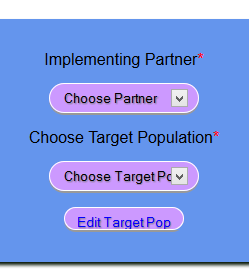 Implementing Partner*
Choose Partner
Choose Target Population*
Choose Target Po
Edit Target Pop